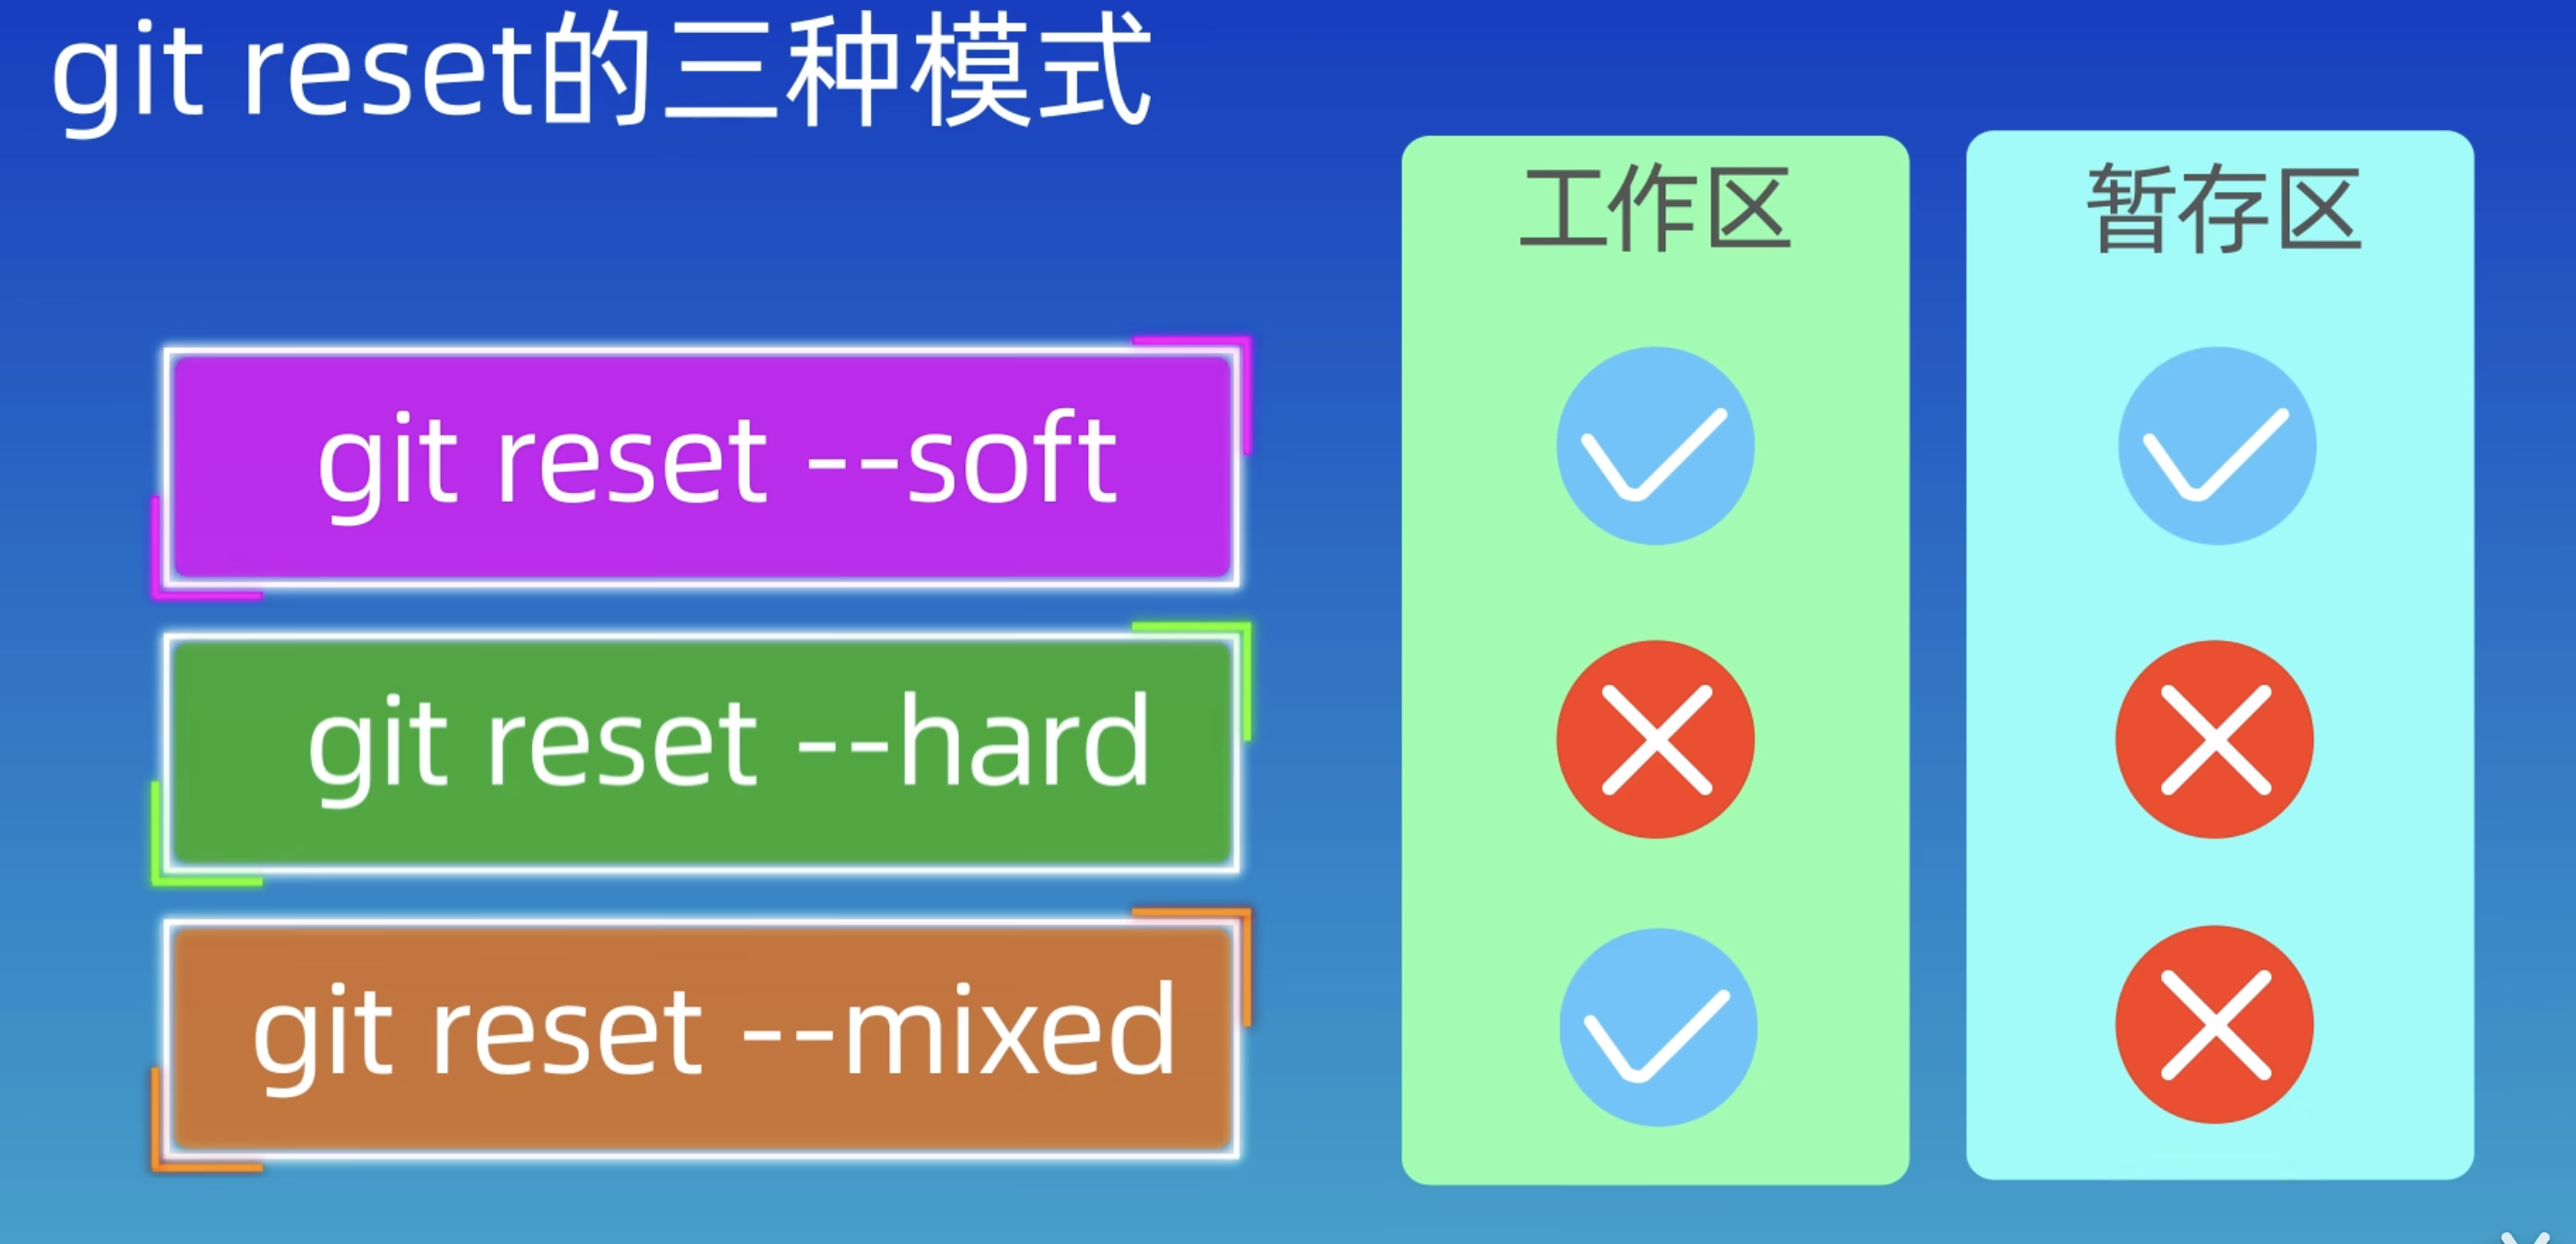 git reset的三种模式
工作区
暂存区
git reset --soft
git reset --hard
git reset --mixed